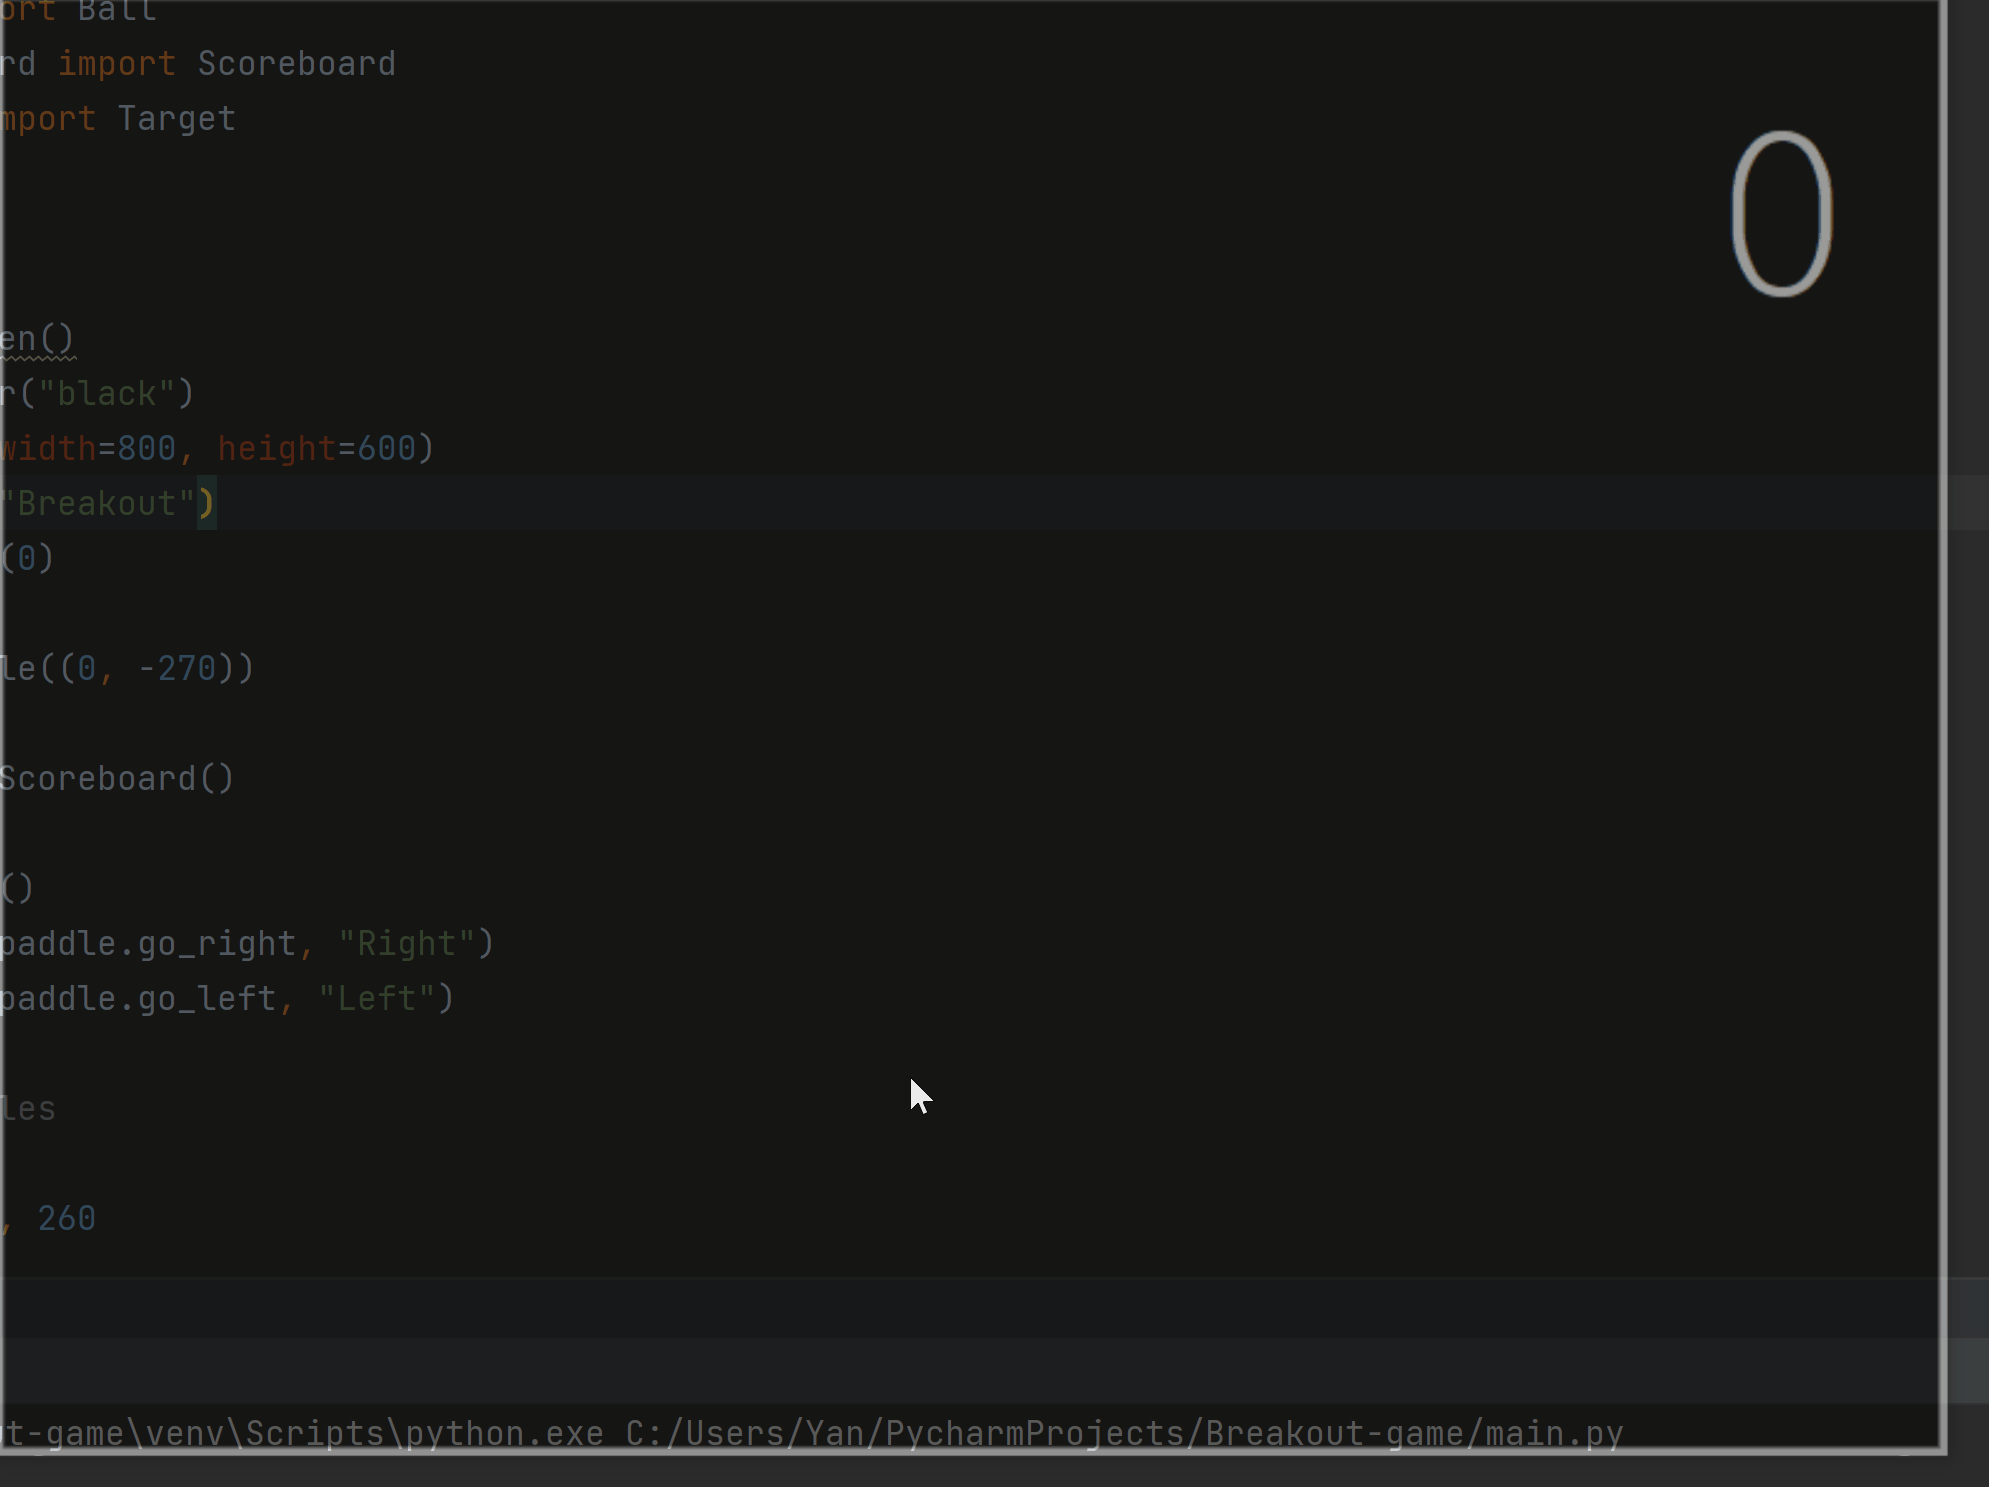 ort Ball
rd import Scoreboard
mport Target
0
en()
r("black")
width=800, height=600)
"Breakout")
(0)
le((0, -270))
Scoreboard()
()
paddle.go_right, "Right")
paddle.go_left, "Left")
les
, 260
t-game\venv\Scripts\python.exe C:/Users/Yan/PycharmProjects/Breakout-game/main.py